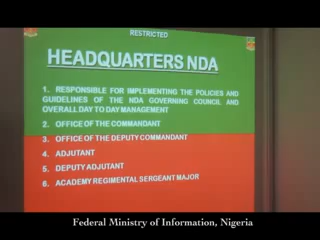 RESTRICTED
HEADQUARTERS NDA
1. RESPONSIBLE FOR IMPLEMENTING THE POLICIES AND
GUIDELINES OF THE NDA GOVERNING COUNCIL AND
OVERALL DAY TO DAY MANAGEMENT
2. OFFICE OF THE COMMANDANT
3. OFFICE OF THE DEPUTY COMMANDANT
4. ADJUTANT
5. DEPUTY ADJUTANT
6. ACADEMY REGIMENTAL SERGEANT MAJOR
Federal Ministry of Information, Nigeria